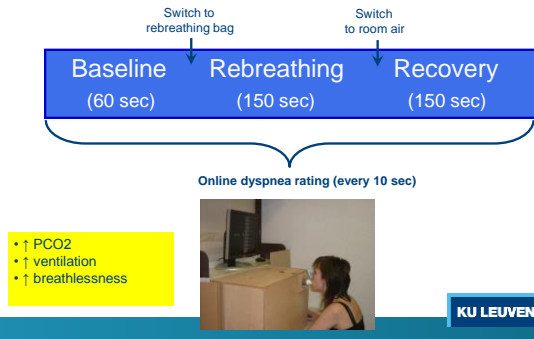 Switch to
rebreathing bag
Switch
to room air
Baseline
(60 sec)
Rebreathing
(150 sec)
Recovery
(150 sec)
Online dyspnea rating (every 10 sec)
• ↑ PCO2
• ↑ ventilation
• ↑ breathlessness
KU LEUVEN